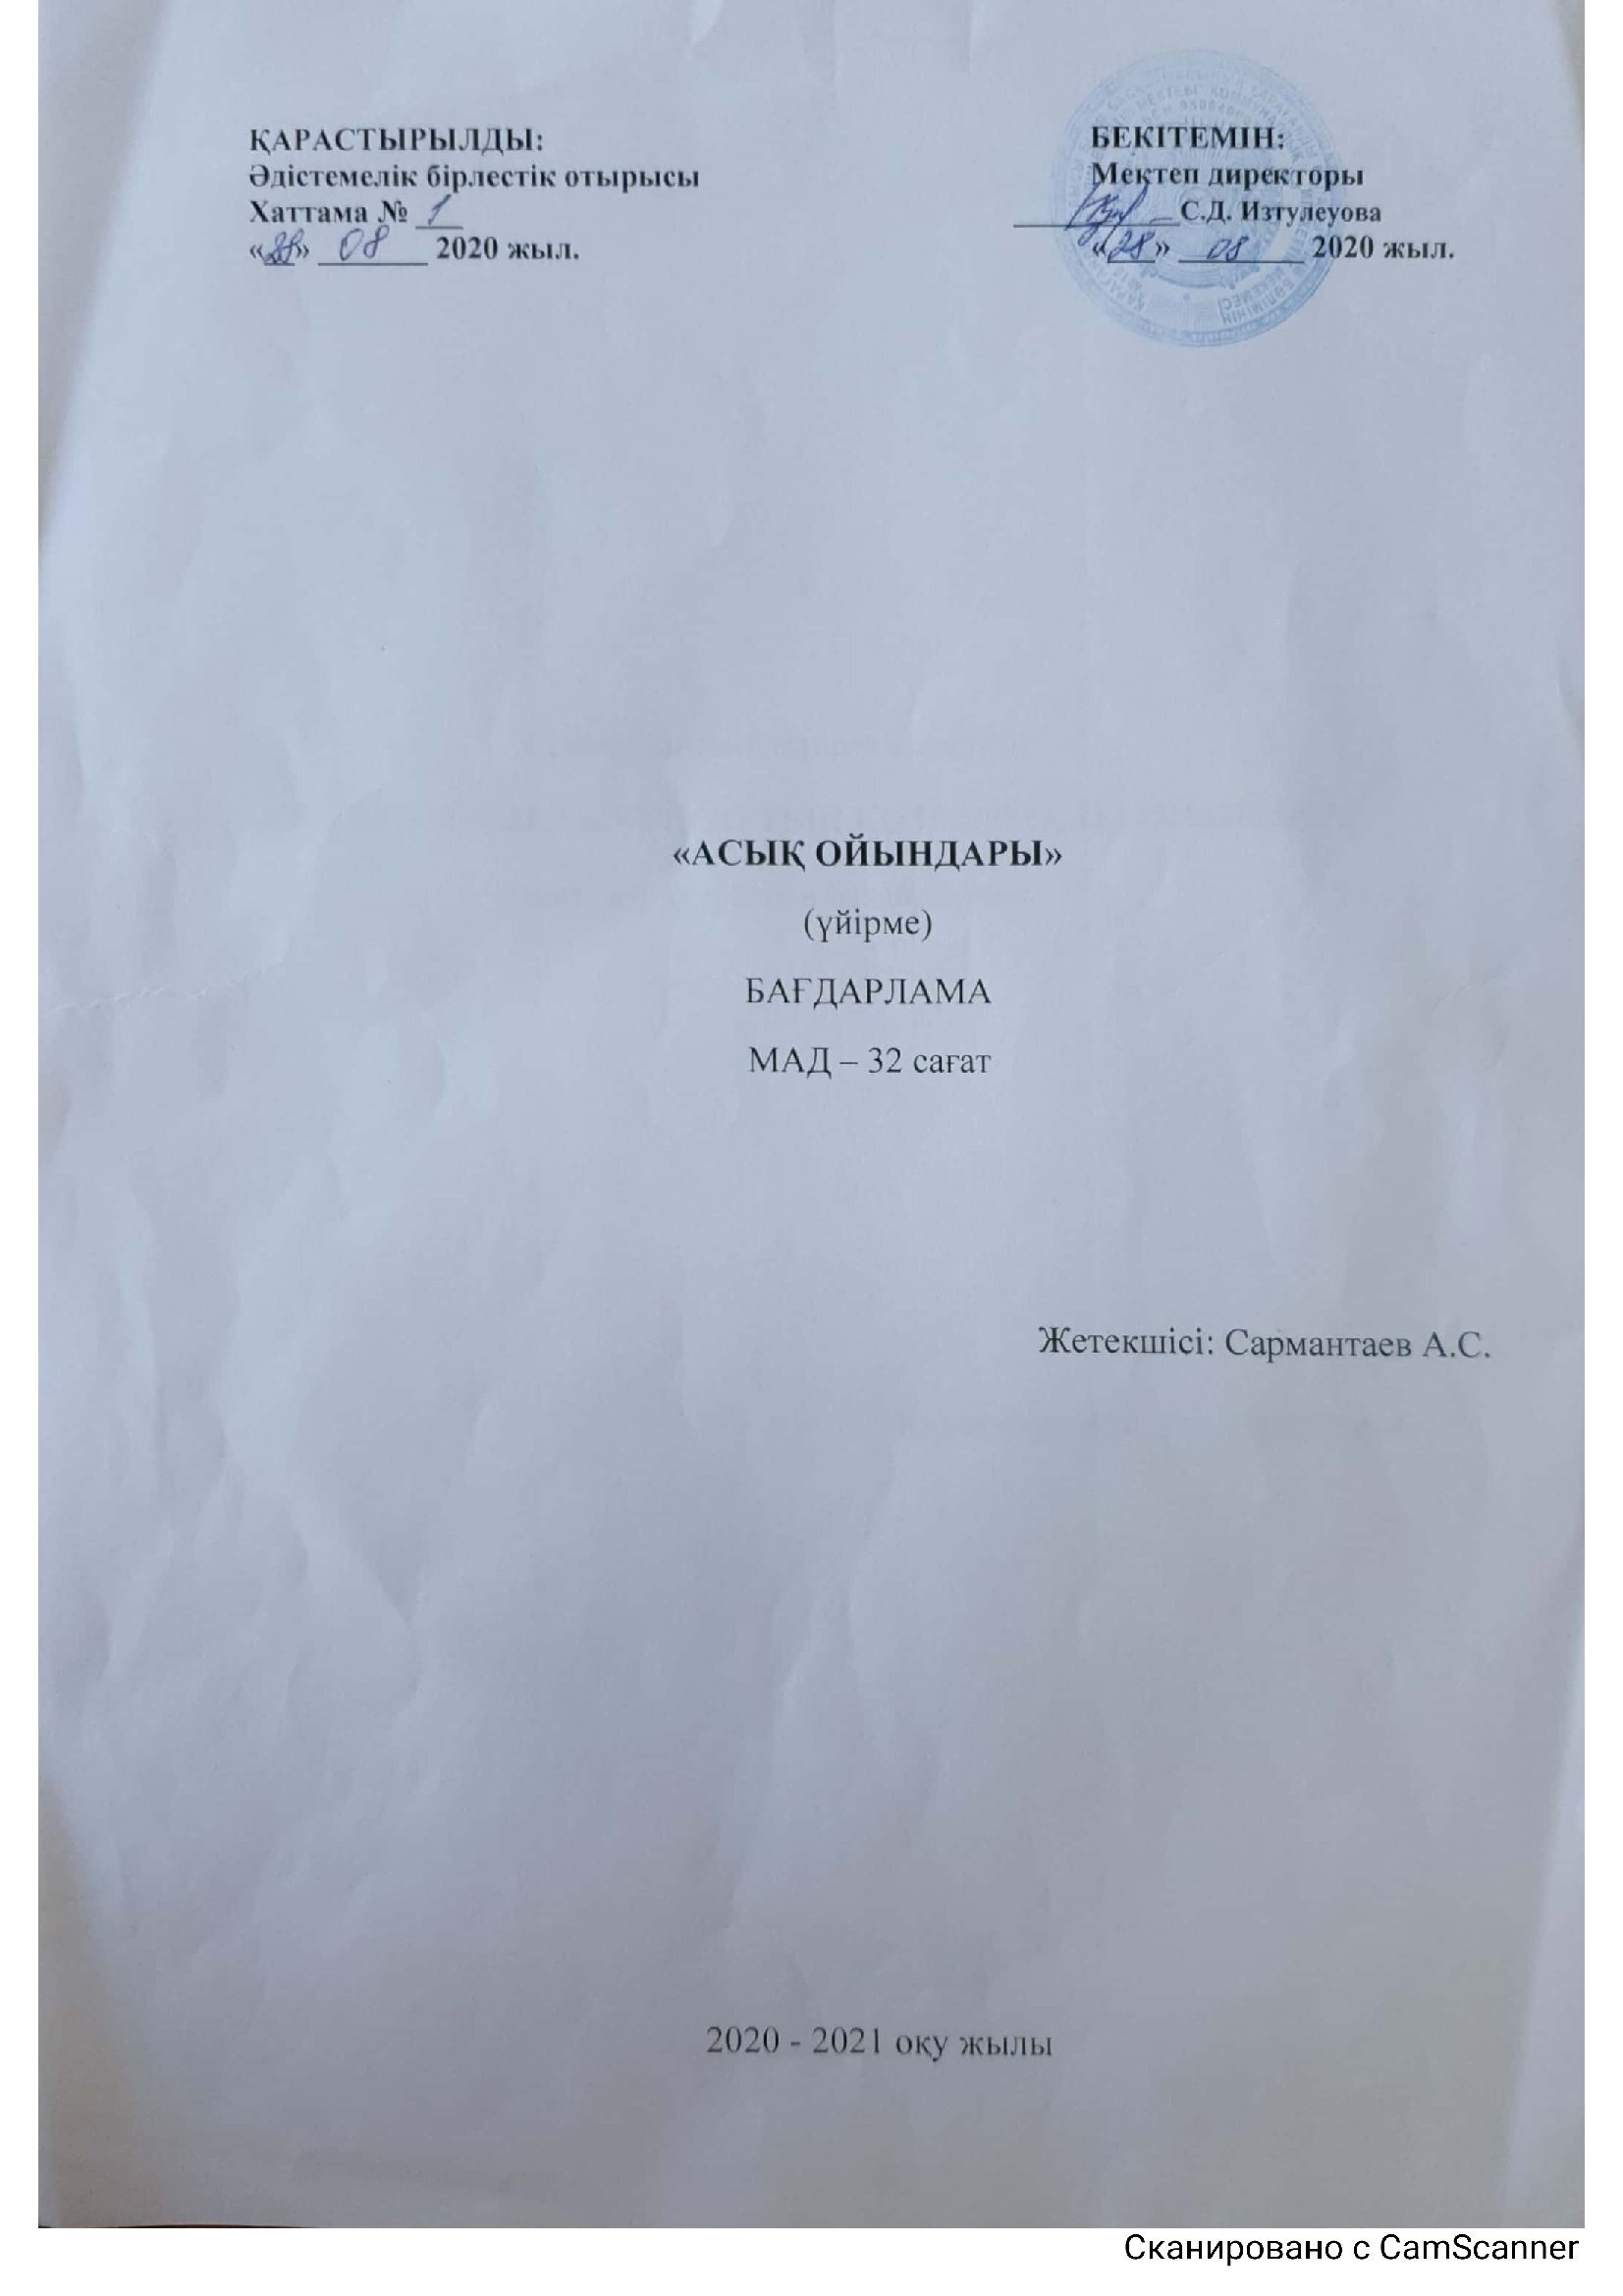 ҚАРАСТЫРЫЛДЫ:
Әдістемелік бірлестік отырысы
Хаттама № 1
«28» 08 2020 жыл.
БЕКІТЕМІН:
Мектеп директоры
С.Д. Изтулеуова
«28» 08 2020 жыл.
«АСЫҚ ОЙЫНДАРЫ»
(үйірме)
БАҒДАРЛАМА
МАД – 32 сағат
Жетекшісі: Сармантаев А.С.
2020 - 2021 оқу жылы
Сканировано с CamScanner